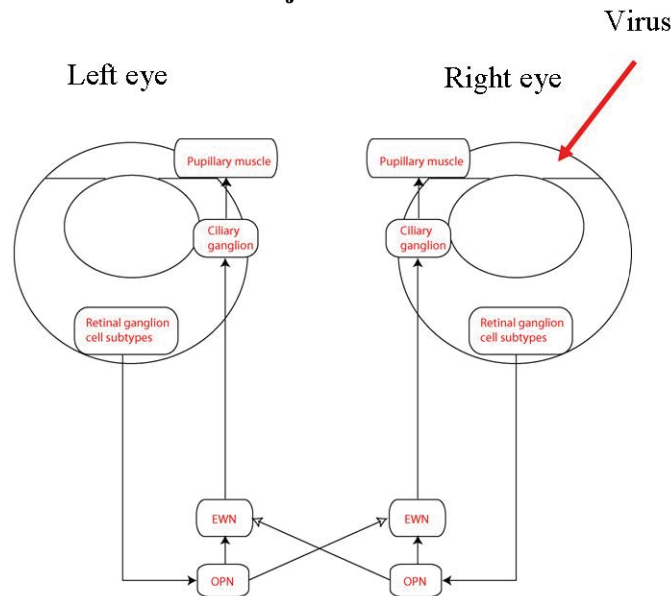 Virus
Left eye
Right eye
Pupillary muscle
Pupillary muscle
Ciliary
ganglion
Ciliary
ganglion
Retinal ganglion
cell subtypes
Retinal ganglion
cell subtypes
EWN
EWN
OPN
OPN